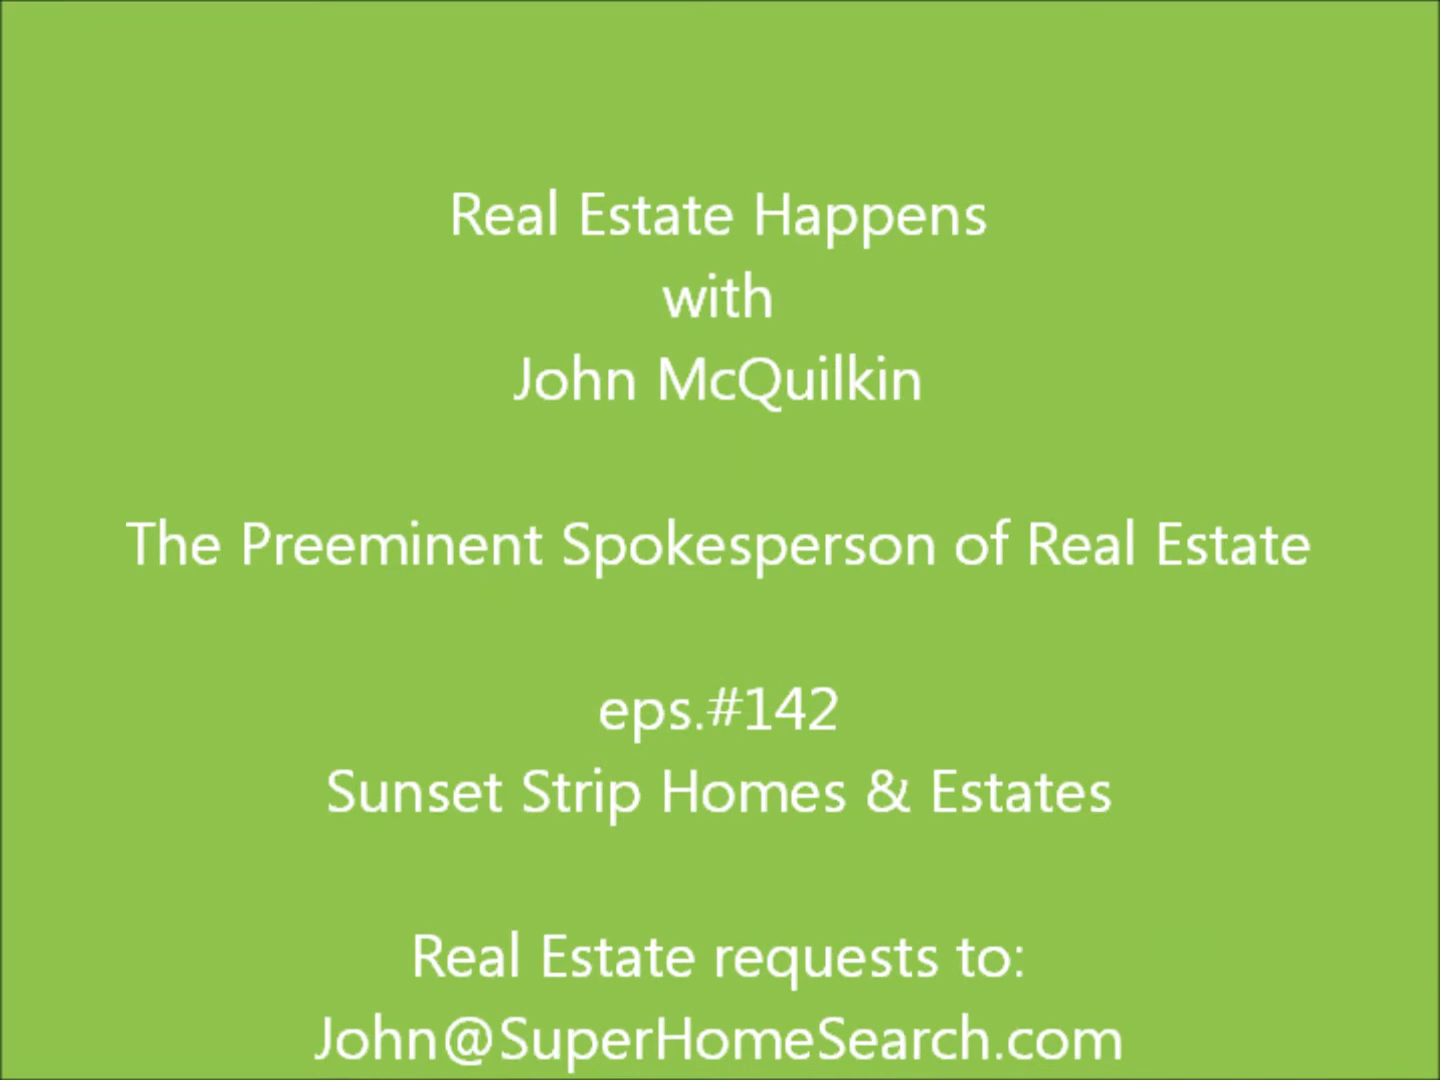 Real Estate Happens
with
John McQuilkin
The Preeminent Spokesperson of Real Estate
eps.#142
Sunset Strip Homes & Estates
Real Estate requests to:
John@SuperHomeSearch.com